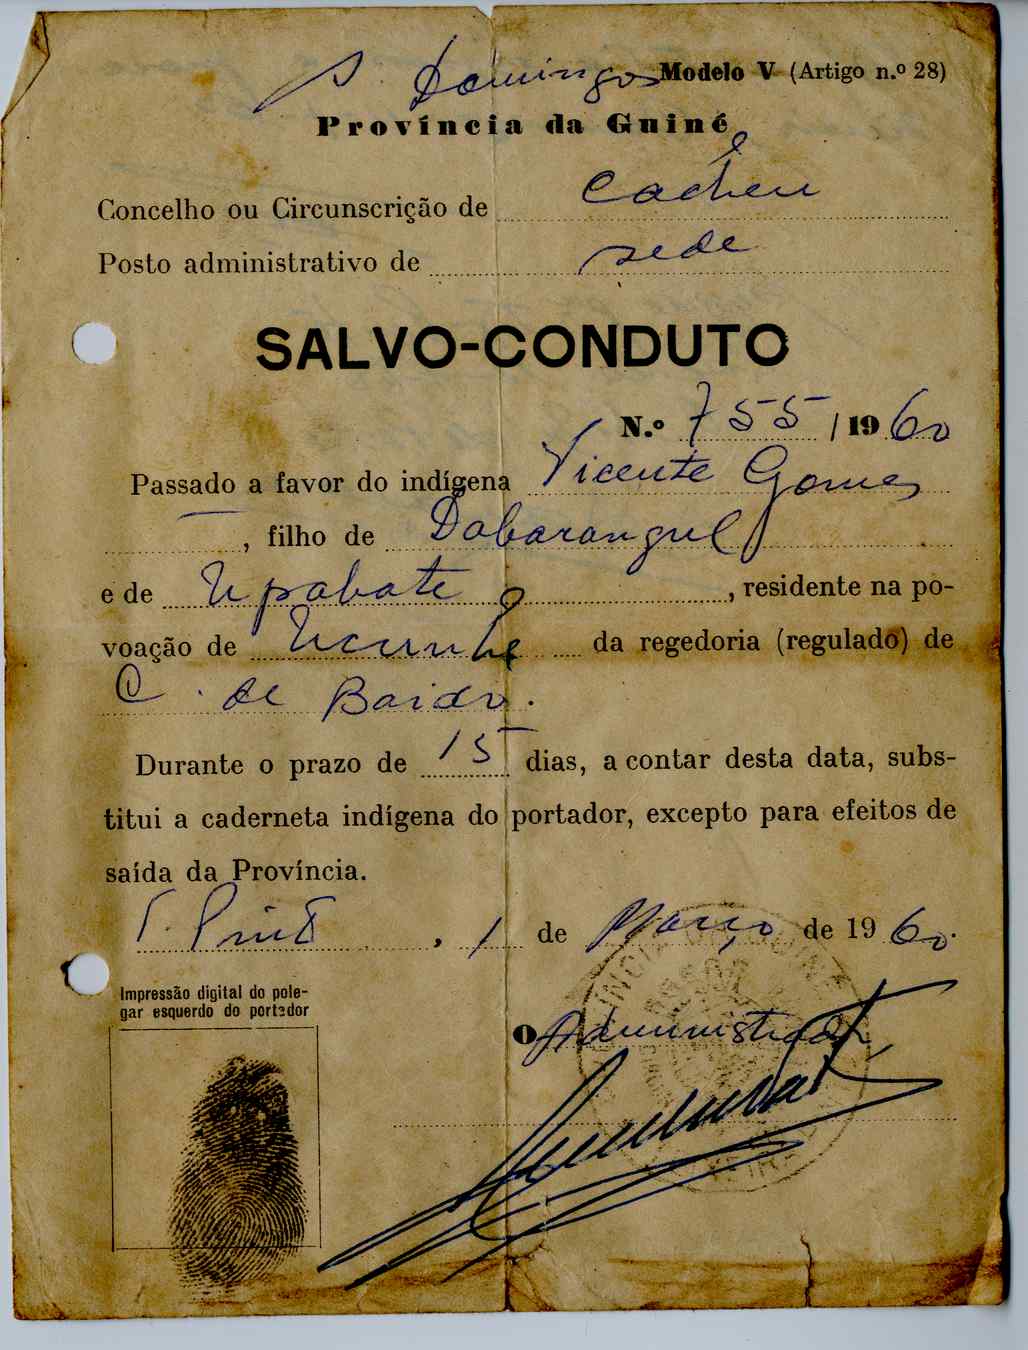 S. Domingos
Modelo V (Artigo n.º 28)
Província da Guiné
Concelho ou Circunscrição de Cacheu
Posto administrativo de sede
SALVO-CONDUTO
N.º 755/1960
Passado a favor do indígena Vicente Gomes
, filho de Dabarangul
e de Upabate, residente na po-
voação de da regedoria (regulado) de
C. de Baixo.
Durante o prazo de 15 dias, a contar desta data, subs-
titui a caderneta indígena do portador, excepto para efeitos de
saída da Província.
T. Pinto, 1 de Março de 1960.
Impressão digital do pole-
gar esquerdo do portador
O Administrador